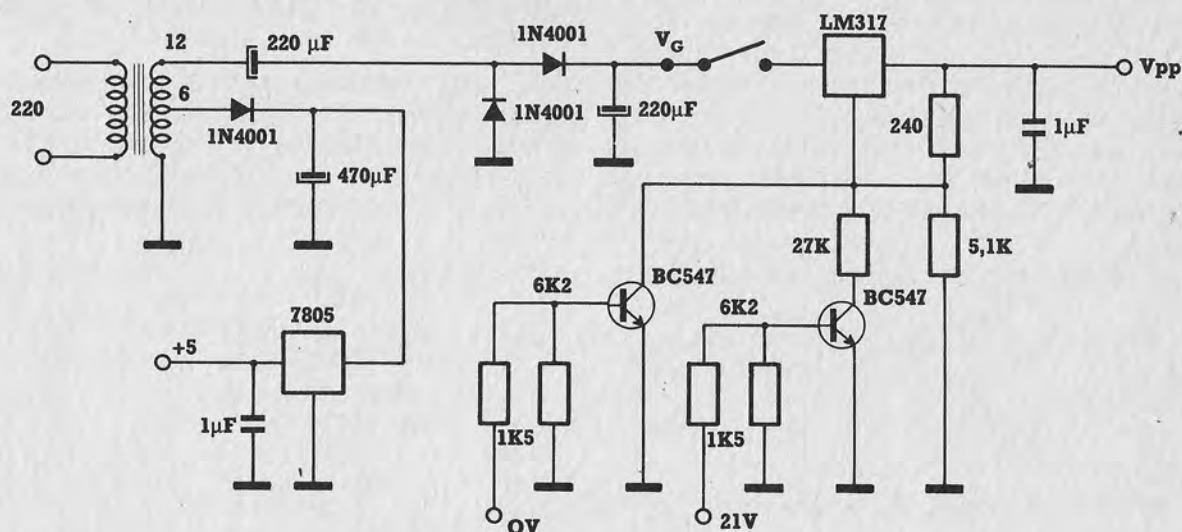 220
12
6
220 µF
1N4001
470µF
1N4001
1N4001
220µF
V_G
LM317
240
1µF
Vpp
27K
5,1K
6K2
BC547
6K2
BC547
+5
7805
1µF
1K5
OV
1K5
21V